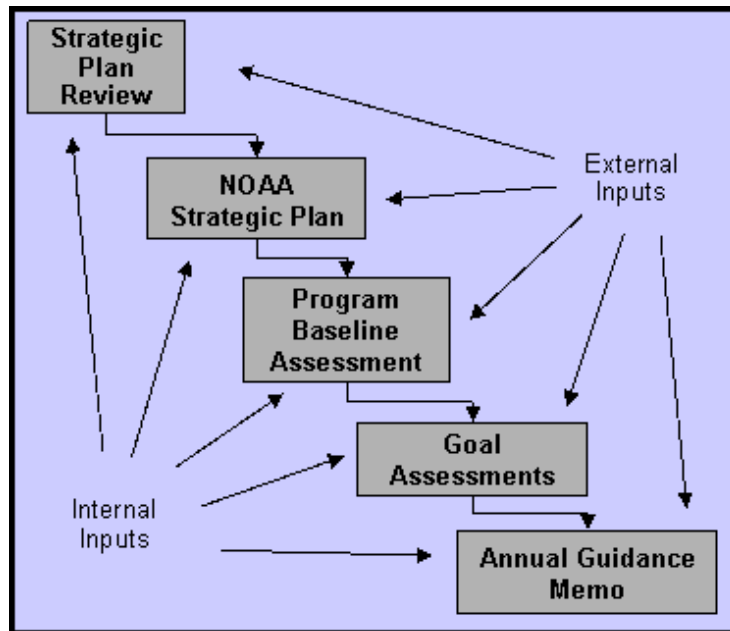 Strategic
Plan
Review
External
Inputs
NOAA
Strategic Plan
Program
Baseline
Assessment
Goal
Assessments
Internal
Inputs
Annual Guidance
Memo